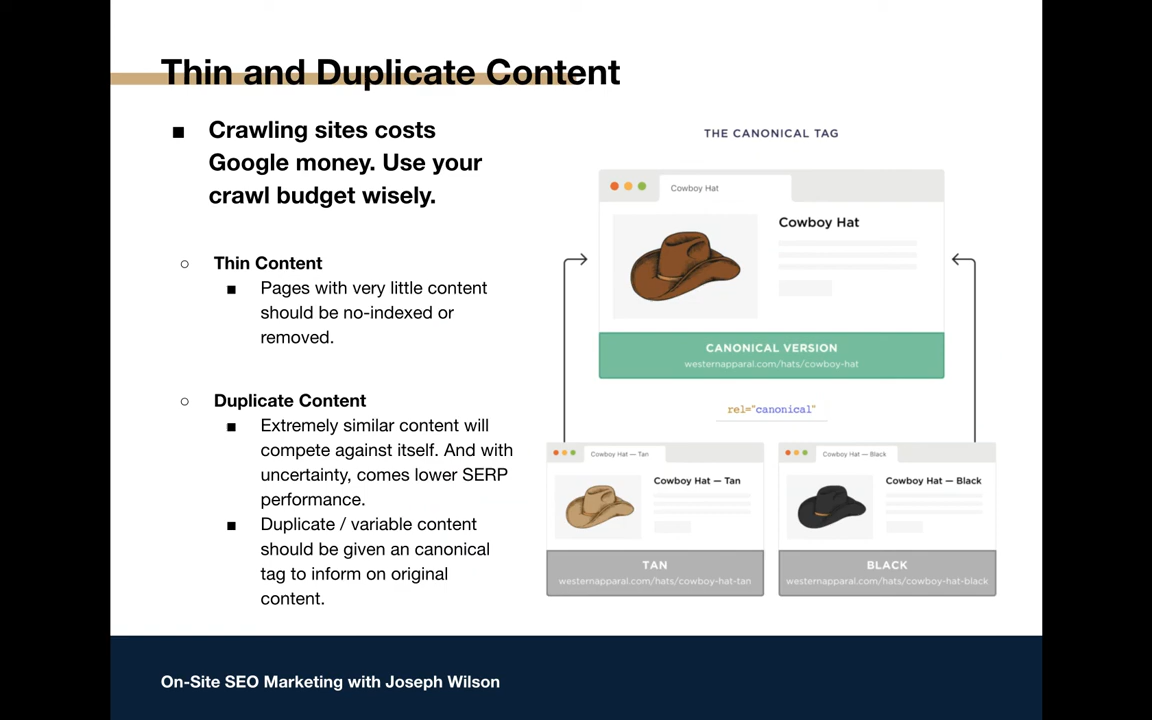 Thin and Duplicate Content
■ Crawling sites costs
Google money. Use your
crawl budget wisely.
○ Thin Content
■ Pages with very little content
should be no-indexed or
removed.
○ Duplicate Content
■ Extremely similar content will
compete against itself. And with
uncertainty, comes lower SERP
performance.
■ Duplicate / variable content
should be given an canonical
tag to inform on original
content.
THE CANONICAL TAG
Cowboy Hat
Cowboy Hat
CANONICAL VERSION
westernapparal.com/hats/cowboy-hat
rel="canonical"
Cowboy Hat — Tan
Cowboy Hat — Tan
TAN
westernapparal.com/hats/cowboy-hat-tan
Cowboy Hat — Black
Cowboy Hat — Black
BLACK
westernapparal.com/hats/cowboy-hat-black
On-Site SEO Marketing with Joseph Wilson